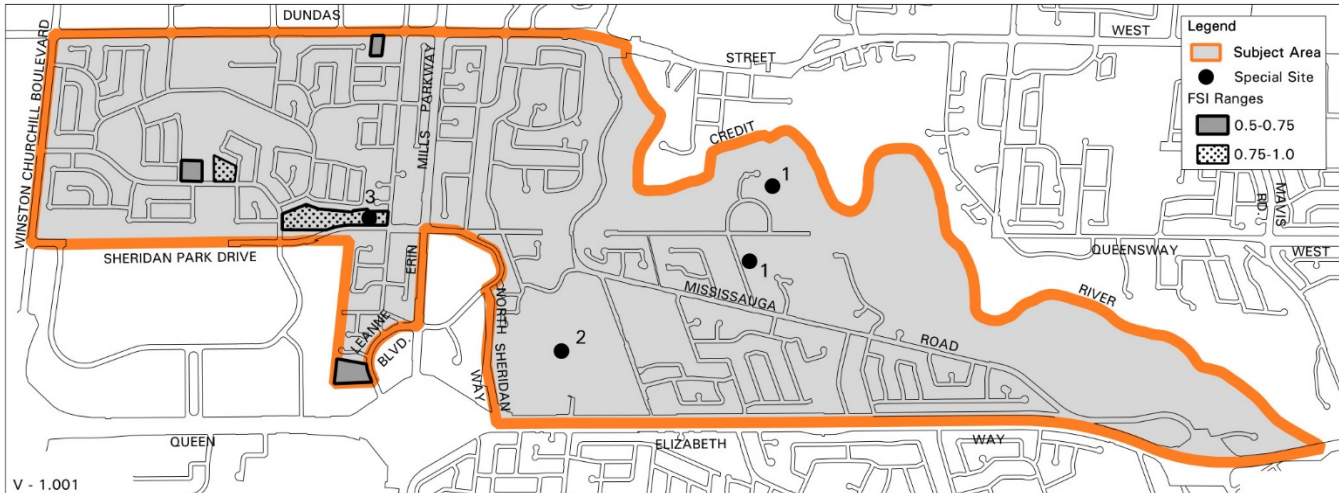 DUNDAS
WEST
STREET
WINSTON CHURCHILL BOULEVARD
MILLS PARKWAY
CREDIT
Legend
Subject Area
Special Site
FSI Ranges
0.5-0.75
0.75-1.0
1
3
1
2
RD.
MAVIS
QUEENSWAY
WEST
SHERIDAN PARK DRIVE
ERIN
NORTH SHERIDAN
WAY
MISSISSAUGA
ROAD
RIVER
LEANNE
BLVD.
QUEEN
ELIZABETH
WAY
V - 1.001